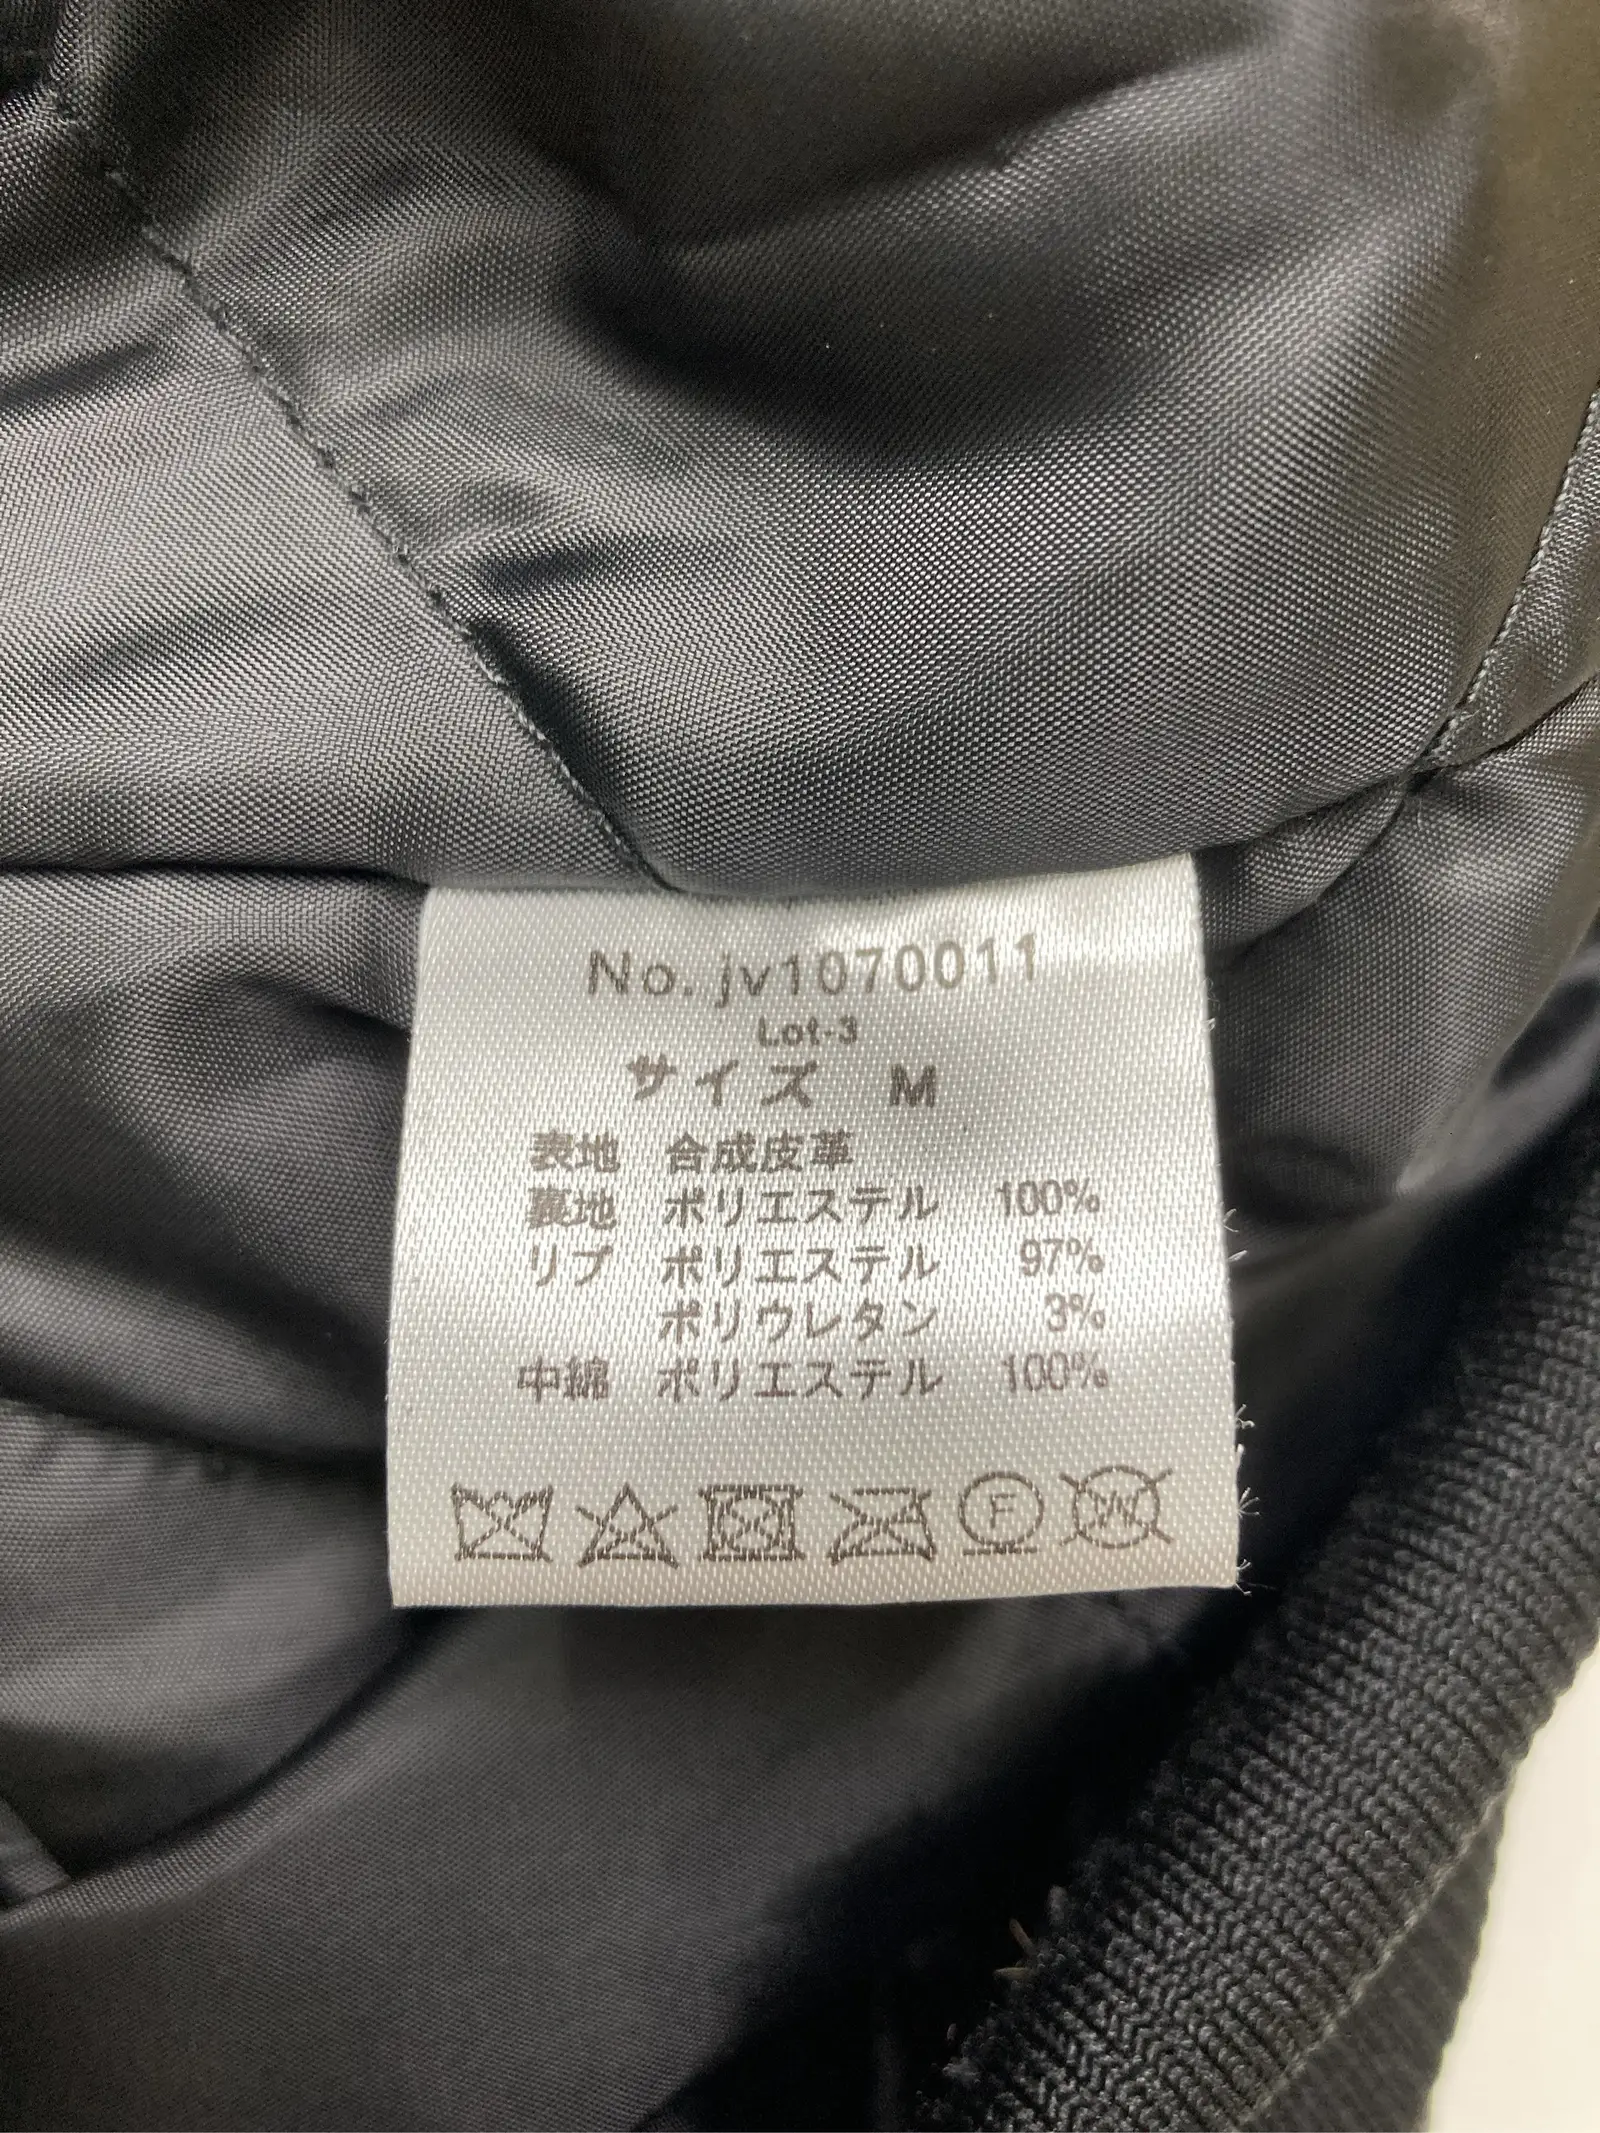 No. jv1070011
Lot-3
サイズ M
表地 合成皮革
裏地 ポリエステル 100%
リブ ポリエステル 97%
ポリウレタン 3%
中綿 ポリエステル 100%
F
W